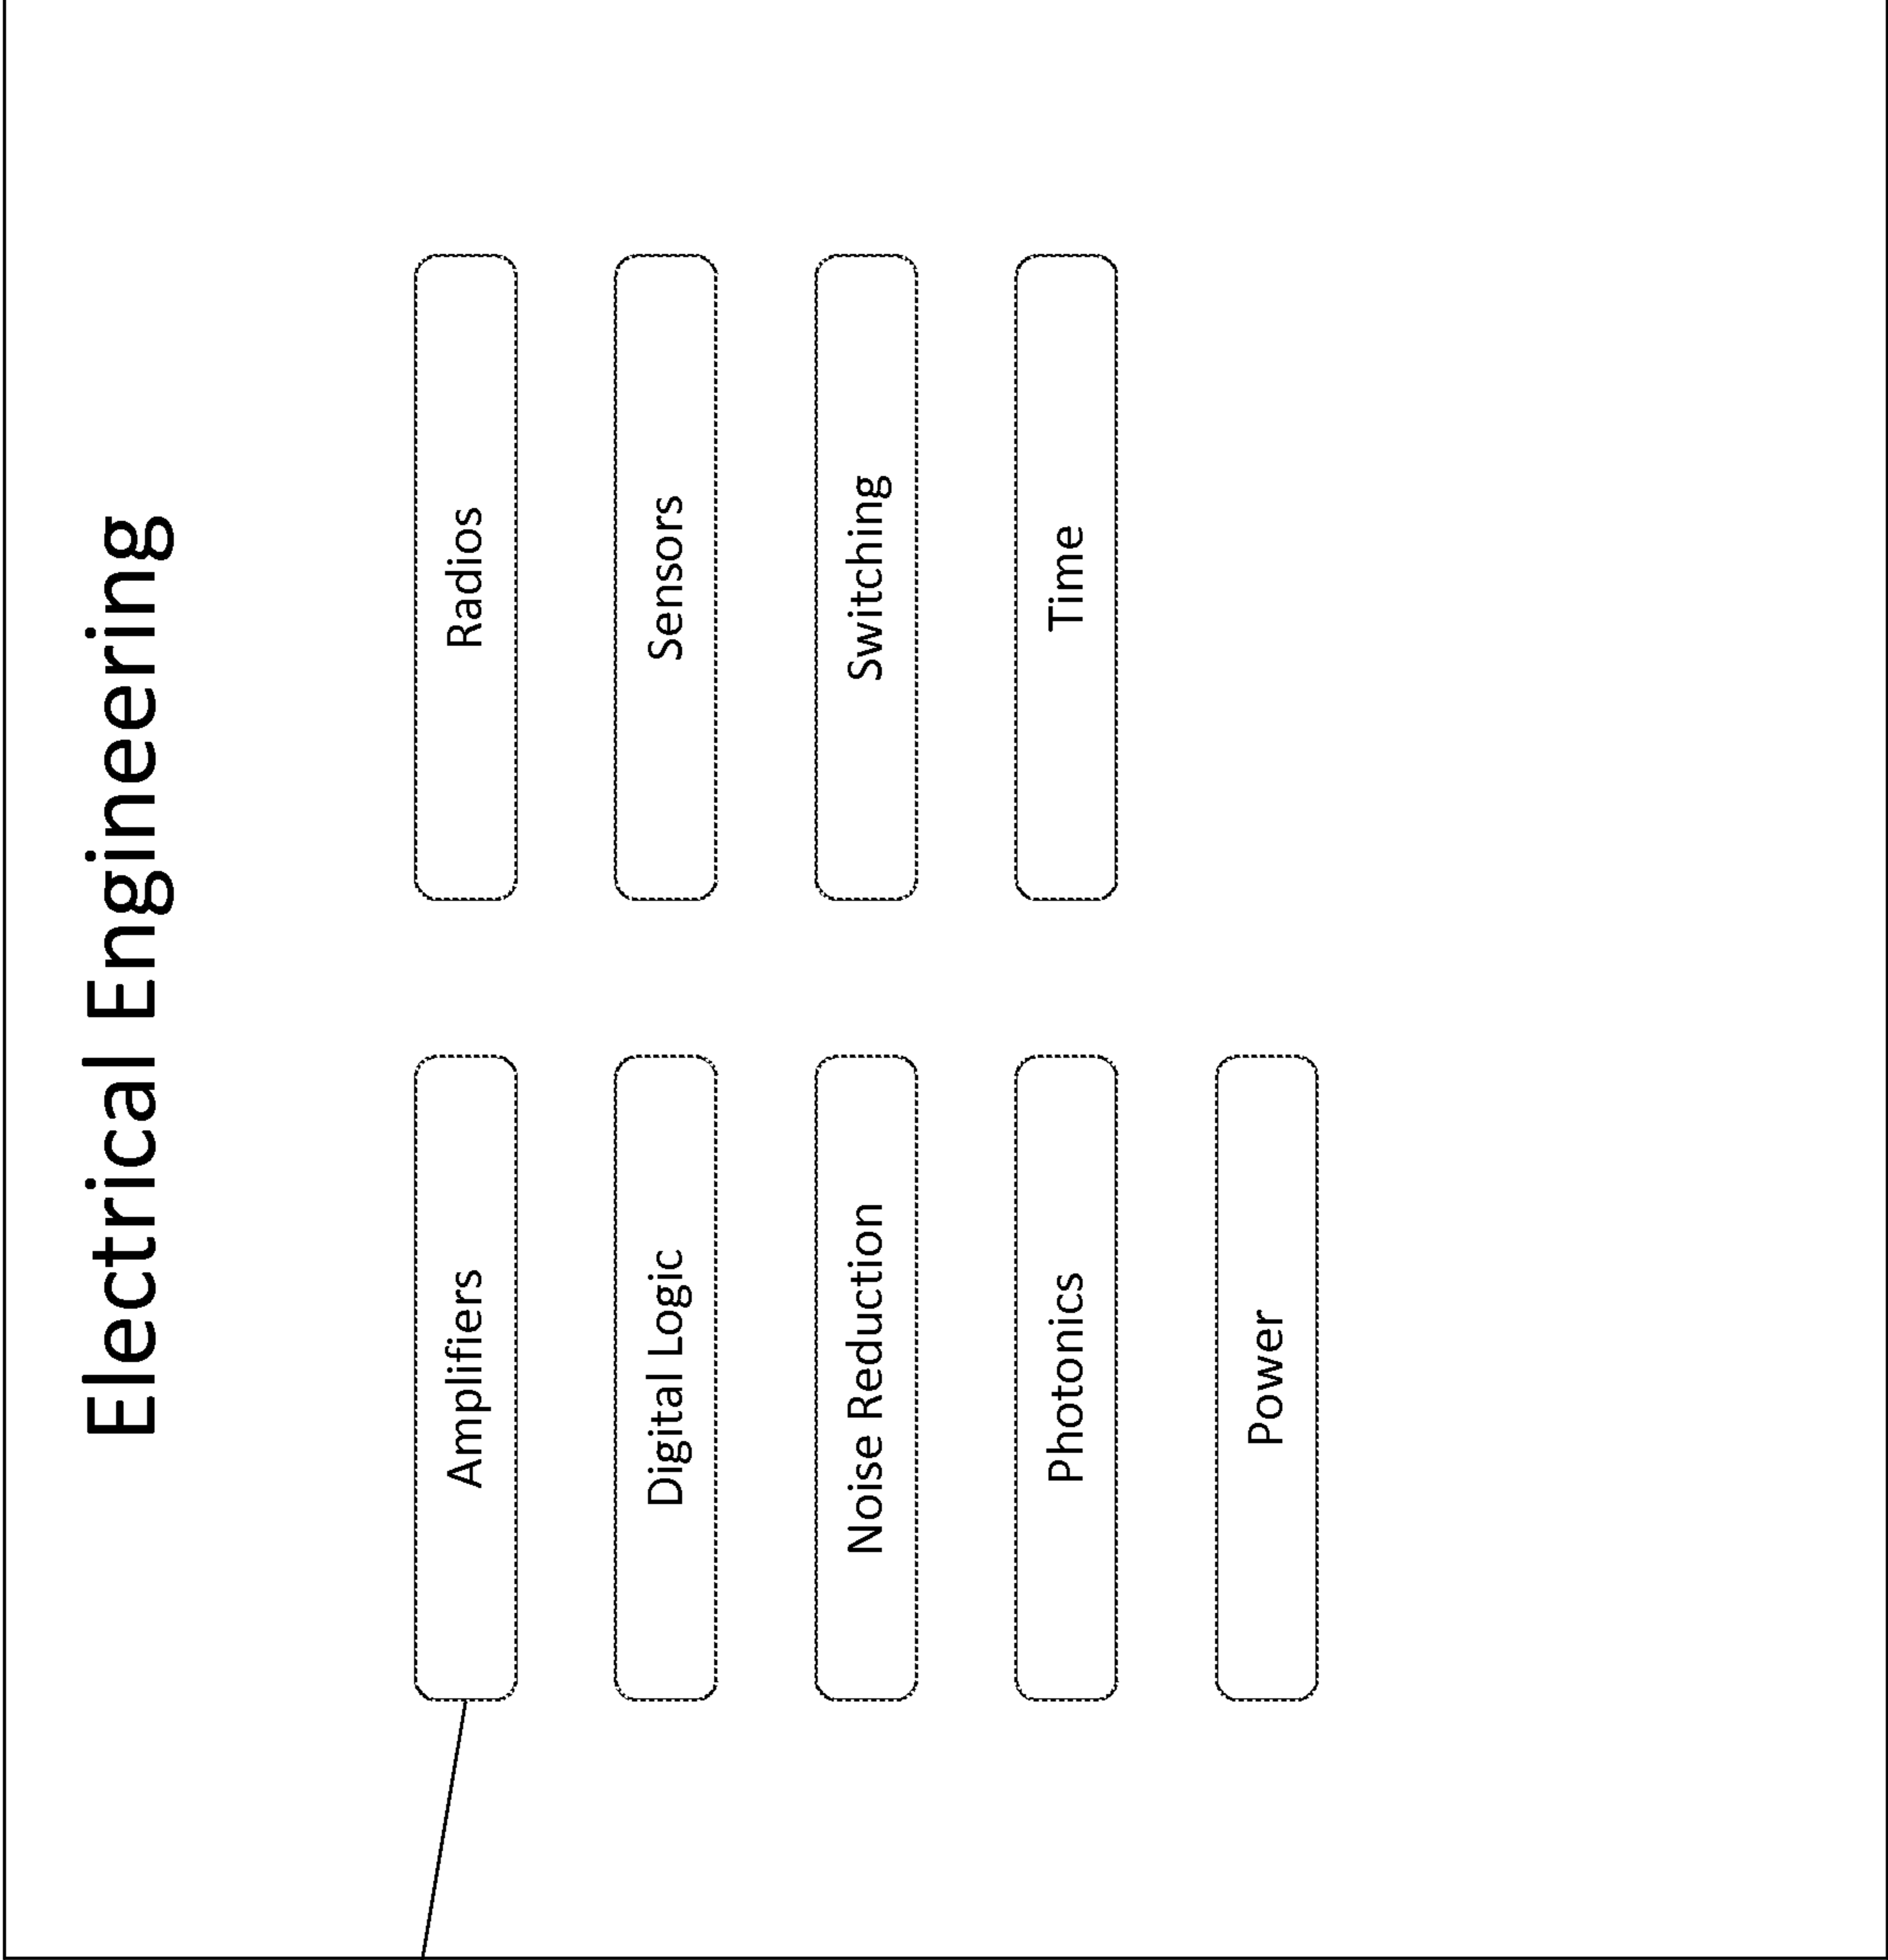 Electrical Engineering
Amplifiers
Digital Logic
Noise Reduction
Photonics
Power
Radios
Sensors
Switching
Time